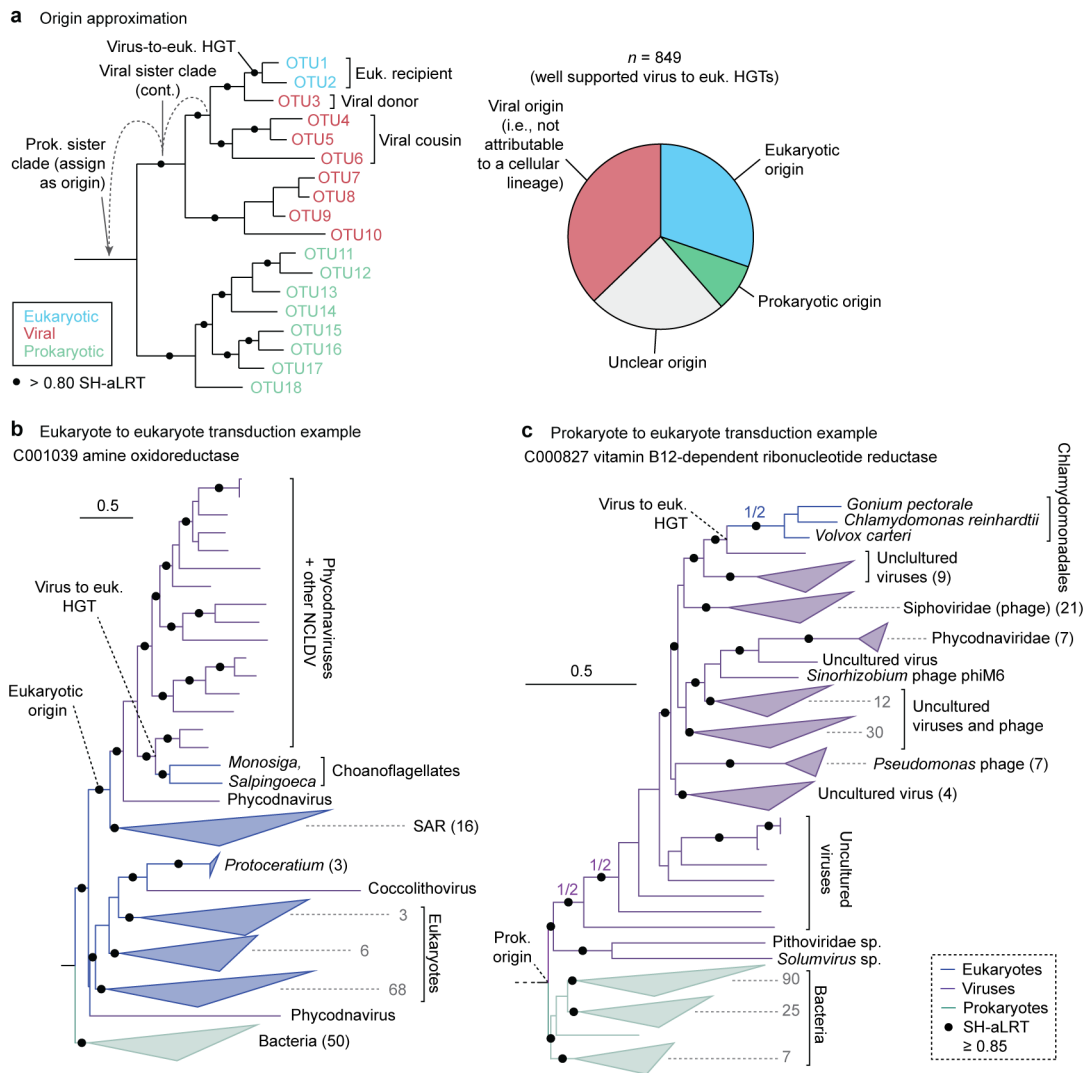 a Origin approximation
Virus-to-euk. HGT
Viral sister clade
(cont.)
Prok. sister
clade (assign
as origin)
OTU1
OTU2
OTU3
OTU4
OTU5
OTU6
OTU7
OTU8
OTU9
OTU10
OTU11
OTU12
OTU13
OTU14
OTU15
OTU16
OTU17
OTU18
Euk. recipient
Viral donor
Viral cousin
Eukaryotic
Viral
Prokaryotic
● > 0.80 SH-aLRT
n = 849
(well supported virus to euk. HGTs)
Viral origin
(i.e., not
attributable
to a cellular
lineage)
Eukaryotic
origin
Prokaryotic origin
Unclear origin
b Eukaryote to eukaryote transduction example
C001039 amine oxidoreductase
0.5
Virus to euk.
HGT
Eukaryotic
origin
Phycodnaviruses
+ other NCLDV
Monosiga,
Salpingoeca
Choanoflagellates
Phycodnavirus
SAR (16)
Protoceratium (3)
Coccolithovirus
3
6
68
Eukaryotes
Phycodnavirus
Bacteria (50)
c Prokaryote to eukaryote transduction example
C000827 vitamin B12-dependent ribonucleotide reductase
Virus to euk.
HGT
1/2
Gonium pectorale
Chlamydomonas reinhardtii
Volvox carteri
Chlamydomonadales
Uncultured
viruses (9)
Siphoviridae (phage) (21)
0.5
Phycodnaviridae (7)
Uncultured virus
Sinorhizobium phage phiM6
12
30
Uncultured
viruses and phage
Pseudomonas phage (7)
Uncultured virus (4)
Uncultured
viruses
1/2
1/2
Prok.
origin
Pithoviridae sp.
Solumvirus sp.
90
25
7
Bacteria
Eukaryotes
Viruses
Prokaryotes
SH-aLRT
≥ 0.85